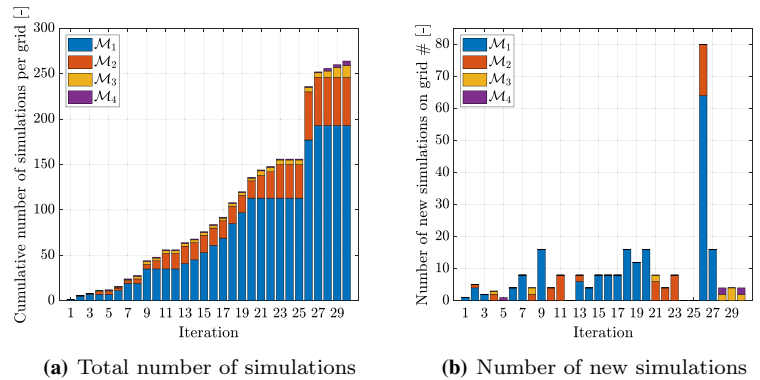 Cumulative number of simulations per grid [-]
300
250
200
150
100
50
0
M₁
M₂
M₃
M₄
1 3 5 7 9 11 13 15 17 19 21 23 25 27 29
Iteration
(a) Total number of simulations
Number of new simulations on grid # [-]
80
70
60
50
40
30
20
10
0
M₁
M₂
M₃
M₄
1 3 5 7 9 11 13 15 17 19 21 23 25 27 29
Iteration
(b) Number of new simulations